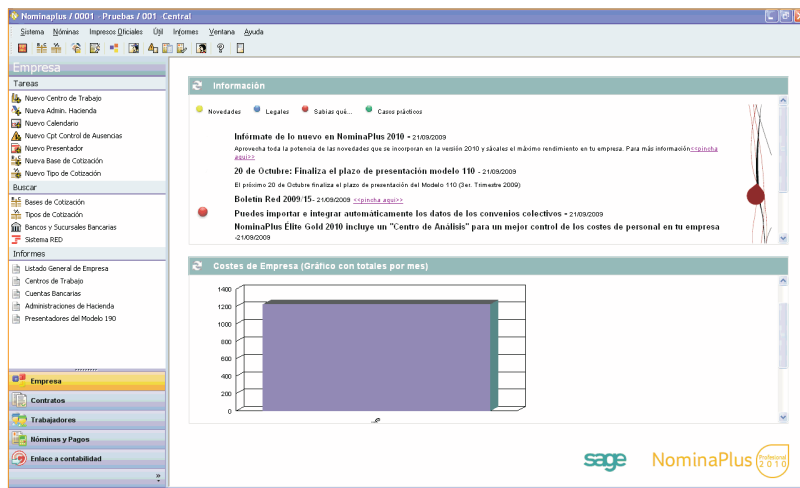 Nominaplus / 0001 - Pruebas / 001 Central
Sistema Nóminas Impresos Oficiales Útil Informes Ventana Ayuda
Empresa
Tareas
Nuevo Centro de Trabajo
Nueva Admin. Hacienda
Nuevo Calendario
Nuevo Cpt Control de Ausencias
Nuevo Presentador
Nueva Base de Cotización
Nuevo Tipo de Cotización
Buscar
Bases de Cotización
Tipos de Cotización
Bancos y Sucursales Bancarias
Sistema RED
Informes
Listado General de Empresa
Centros de Trabajo
Cuentas Bancarias
Administraciones de Hacienda
Presentadores del Modelo 190
Empresa
Contratos
Trabajadores
Nóminas y Pagos
Enlace a contabilidad
Información
Novedades Legales Sabias qué... Casos prácticos
Infórmate de lo nuevo en NominaPlus 2010 - 21/09/2009
Aprovecha toda la potencia de las novedades que se incorporan en la versión 2010 y sácales el máximo rendimiento en tu empresa. Para más información<<pincha
aquí>>
20 de Octubre: Finaliza el plazo de presentación modelo 110 - 21/09/2009
El próximo 20 de Octubre finaliza el plazo de presentación del Modelo 110 (3er. Trimestre 2009)
Boletín Red 2009/15- 21/09/2009 <<pincha aquí>>
Puedes importar e integrar automáticamente los datos de los convenios colectivos - 21/09/2009
NominaPlus Élite Gold 2010 incluye un "Centro de Análisis" para un mejor control de los costes de personal en tu empresa
-21/09/2009
Costes de Empresa (Gráfico con totales por mes)
1400
1200
1000
800
600
400
200
0
sage
NominaPlus Profesional
2010